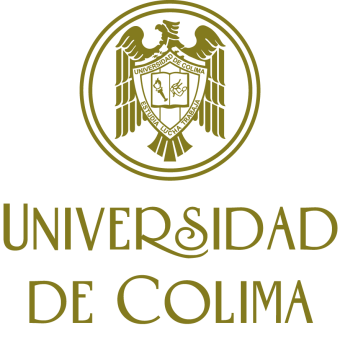 UNIVERSIDAD DE COLIMA
ESTUDIA LUCHA TRABAJA
UNIVERSIDAD
DE COLIMA